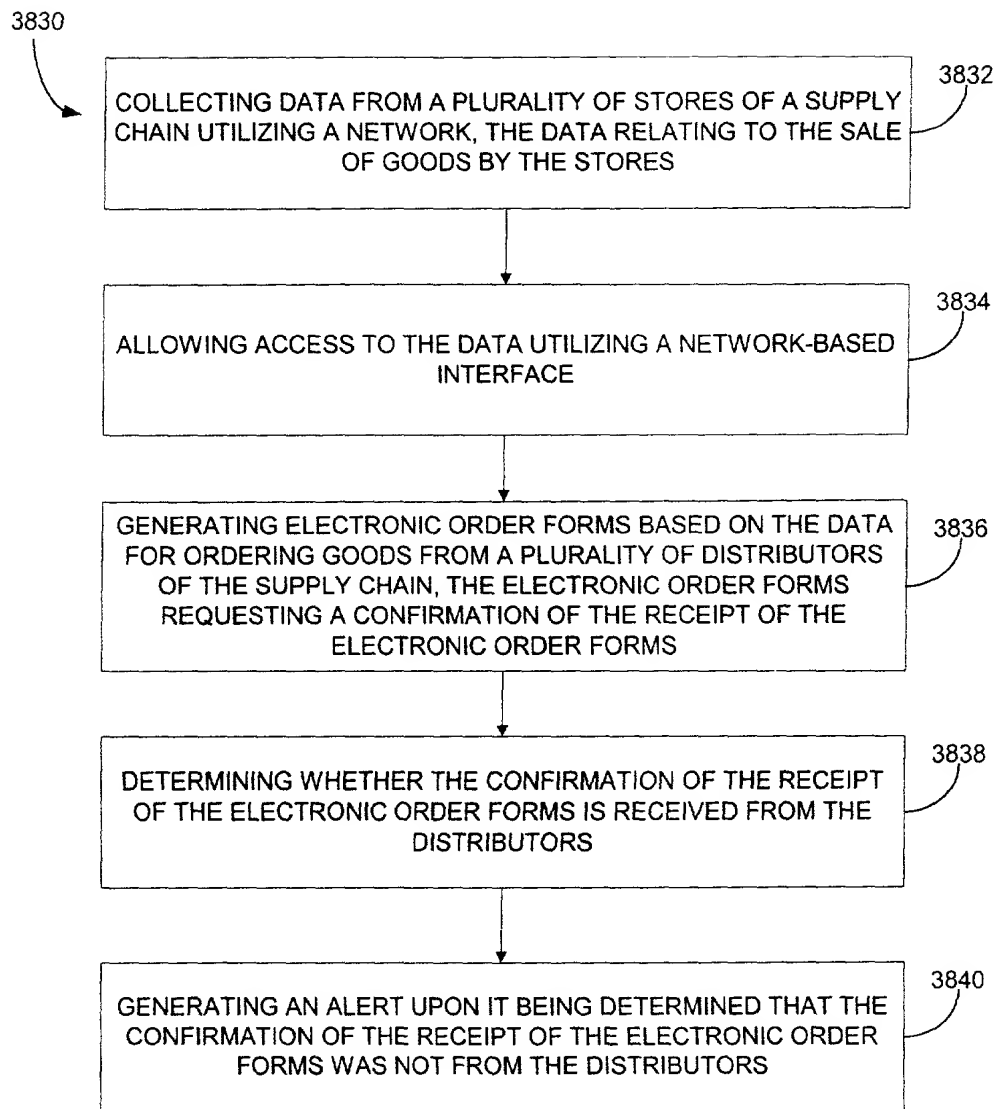 3830
3832
COLLECTING DATA FROM A PLURALITY OF STORES OF A SUPPLY
CHAIN UTILIZING A NETWORK, THE DATA RELATING TO THE SALE
OF GOODS BY THE STORES
3834
ALLOWING ACCESS TO THE DATA UTILIZING A NETWORK-BASED
INTERFACE
3836
GENERATING ELECTRONIC ORDER FORMS BASED ON THE DATA
FOR ORDERING GOODS FROM A PLURALITY OF DISTRIBUTORS
OF THE SUPPLY CHAIN, THE ELECTRONIC ORDER FORMS
REQUESTING A CONFIRMATION OF THE RECEIPT OF THE
ELECTRONIC ORDER FORMS
3838
DETERMINING WHETHER THE CONFIRMATION OF THE RECEIPT
OF THE ELECTRONIC ORDER FORMS IS RECEIVED FROM THE
DISTRIBUTORS
3840
GENERATING AN ALERT UPON IT BEING DETERMINED THAT THE
CONFIRMATION OF THE RECEIPT OF THE ELECTRONIC ORDER
FORMS WAS NOT FROM THE DISTRIBUTORS